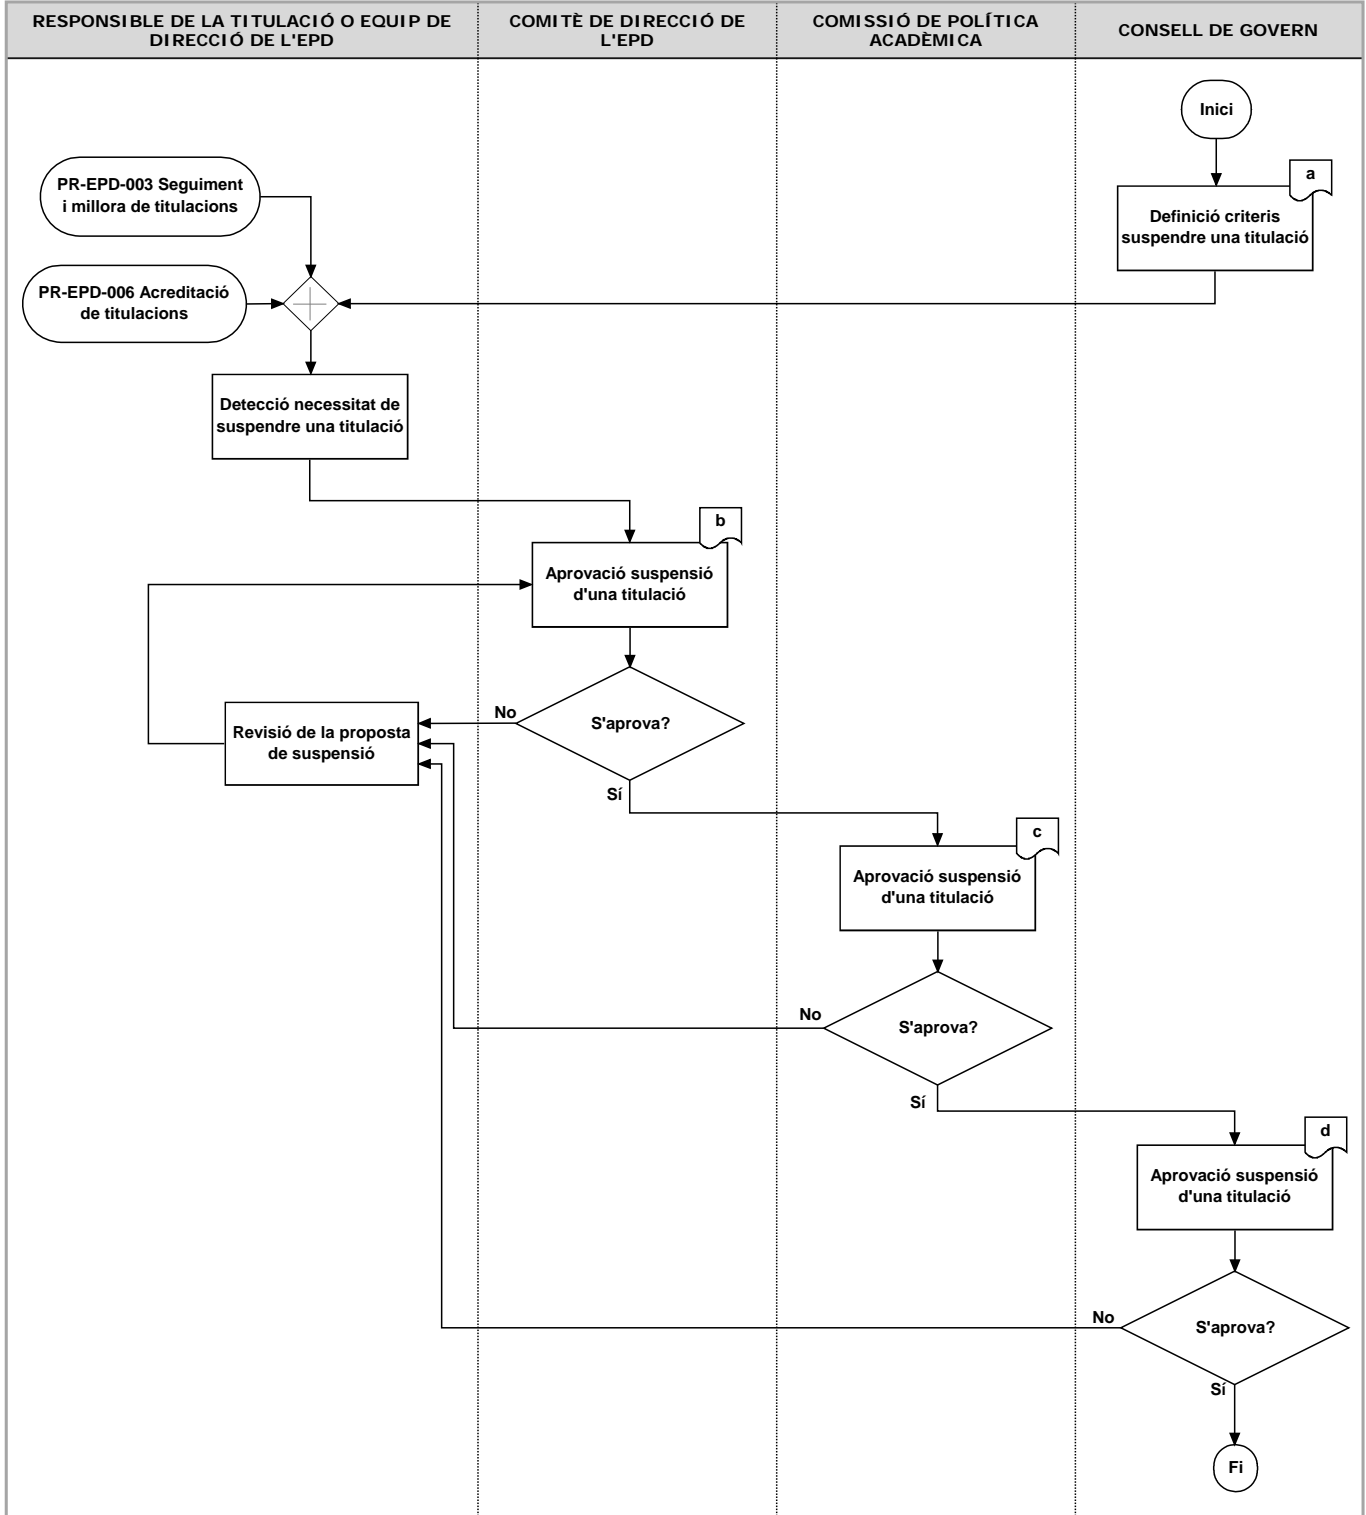 RESPONSIBLE DE LA TITULACIÓ O EQUIP DE
DIRECCIÓ DE L'EPD
COMITÈ DE DIRECCIÓ DE
L'EPD
COMISSIÓ DE POLÍTICA
ACADÈMICA
CONSELL DE GOVERN
Inici
a
Definició criteris
suspendre una titulació
PR-EPD-003 Seguiment
i millora de titulacions
PR-EPD-006 Acreditació
de titulacions
Detecció necessitat de
suspendre una titulació
b
Aprovació suspensió
d'una titulació
S'aprova?
No
Sí
Revisió de la proposta
de suspensió
c
Aprovació suspensió
d'una titulació
S'aprova?
No
Sí
d
Aprovació suspensió
d'una titulació
S'aprova?
No
Sí
Fi